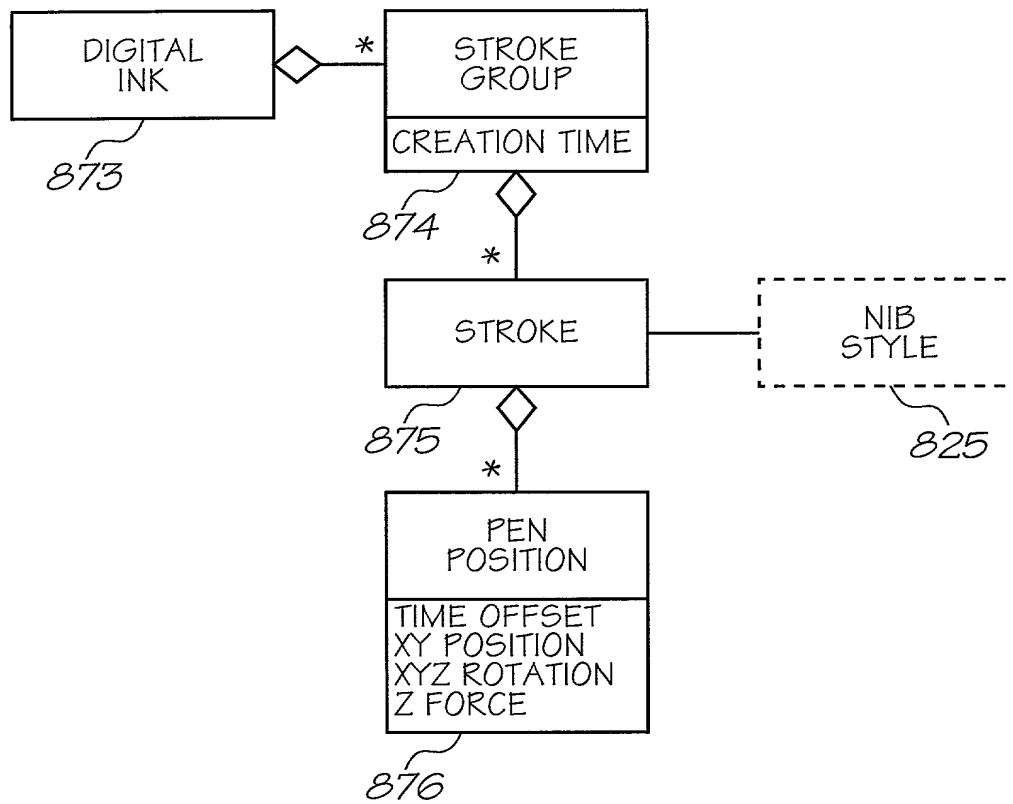 DIGITAL
INK
*
STROKE
GROUP
CREATION TIME
873
874
*
STROKE
NIB
STYLE
875
825
*
PEN
POSITION
TIME OFFSET
XY POSITION
XYZ ROTATION
Z FORCE
876